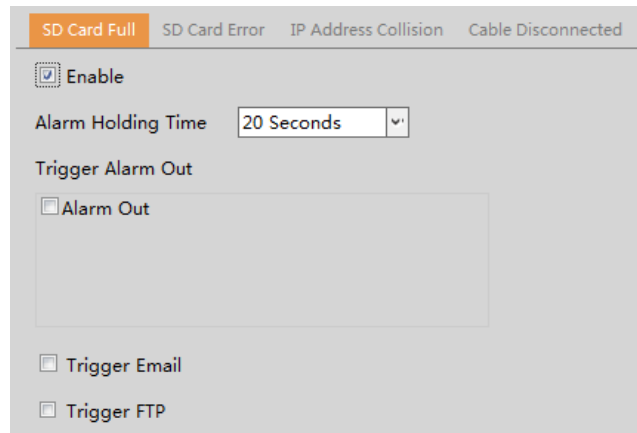 SD Card Full SD Card Error IP Address Collision Cable Disconnected
Enable
Alarm Holding Time 20 Seconds
Trigger Alarm Out
Alarm Out
Trigger Email
Trigger FTP